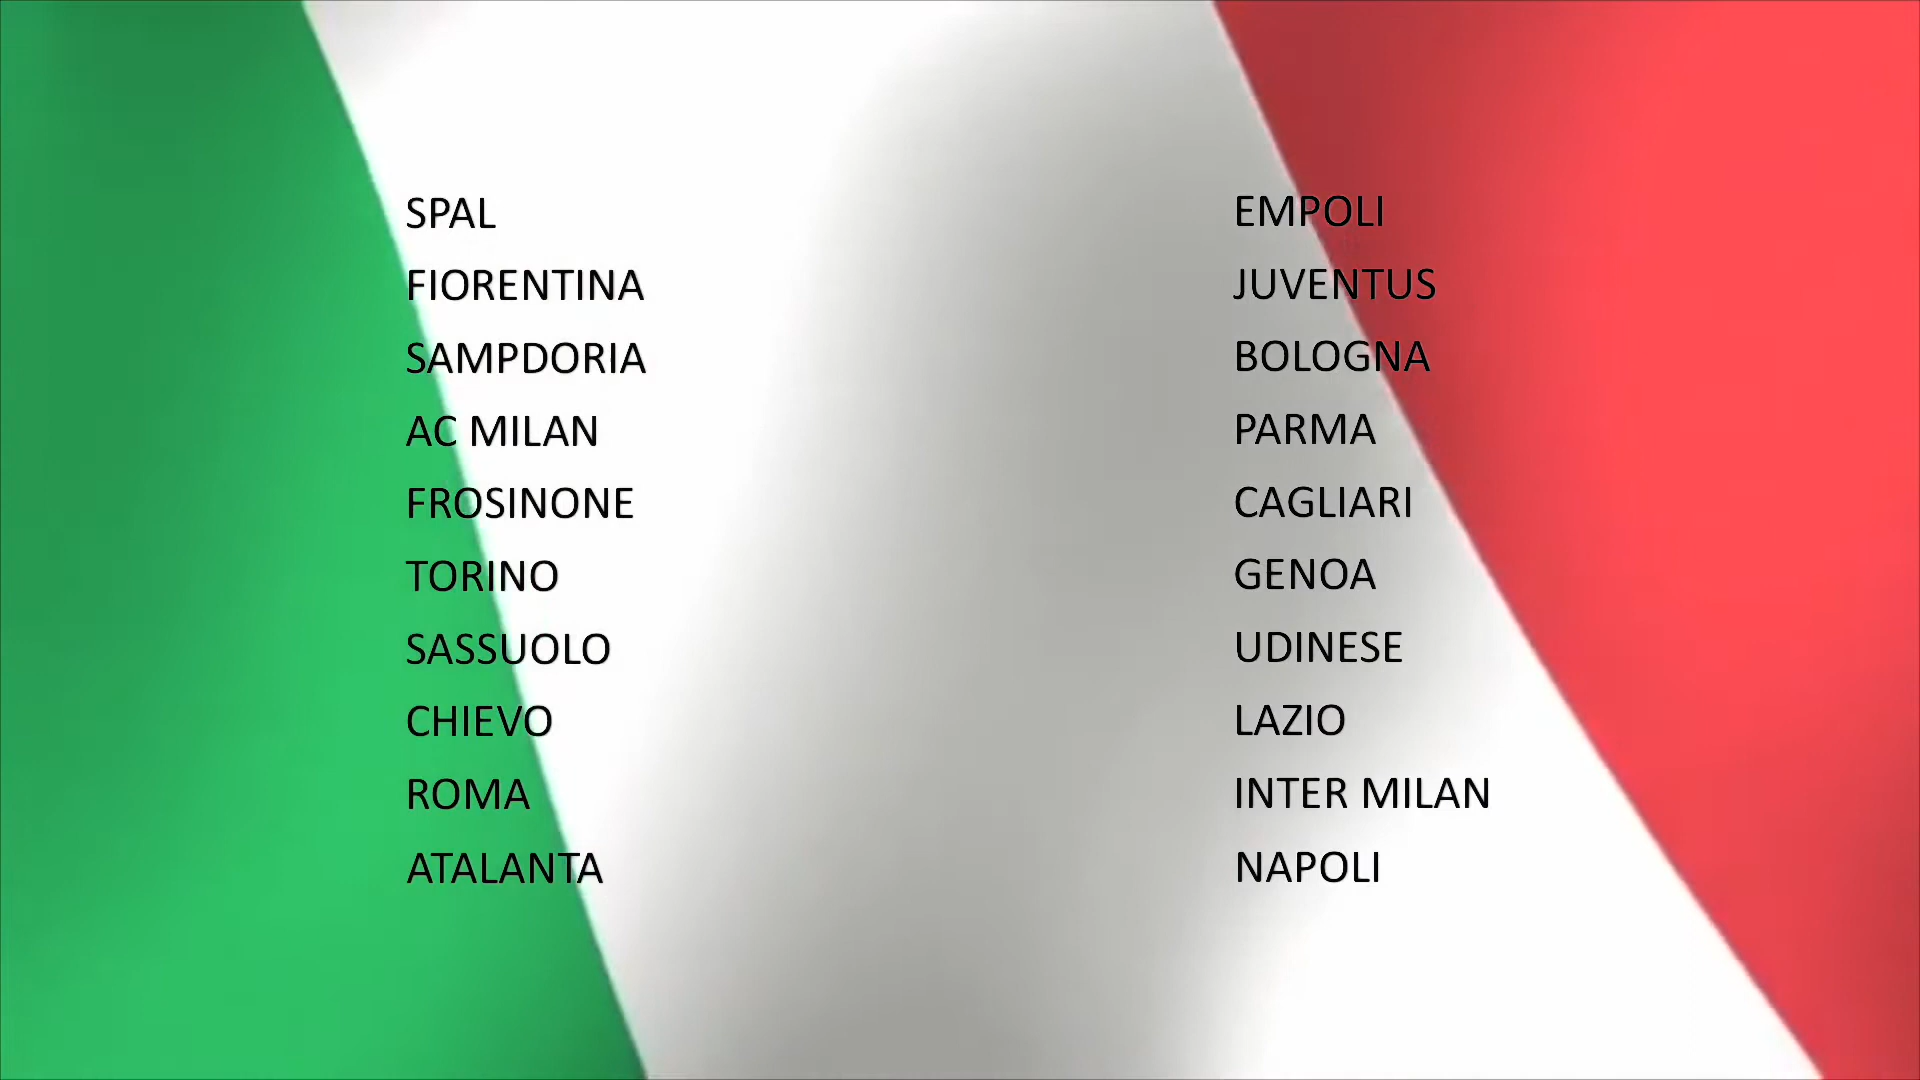 SPAL
FIORENTINA
SAMPDORIA
AC MILAN
FROSINONE
TORINO
SASSUOLO
CHIEVO
ROMA
ATALANTA
EMPOLI
JUVENTUS
BOLOGNA
PARMA
CAGLIARI
GENOA
UDINESE
LAZIO
INTER MILAN
NAPOLI